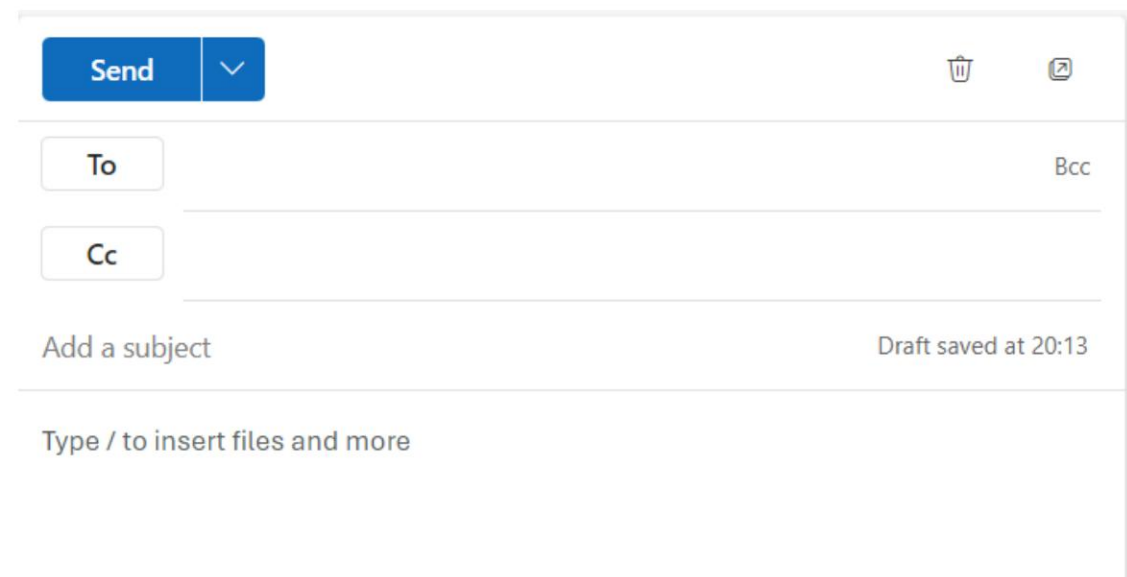 Send
To
Bcc
Cc
Add a subject
Draft saved at 20:13
Type / to insert files and more